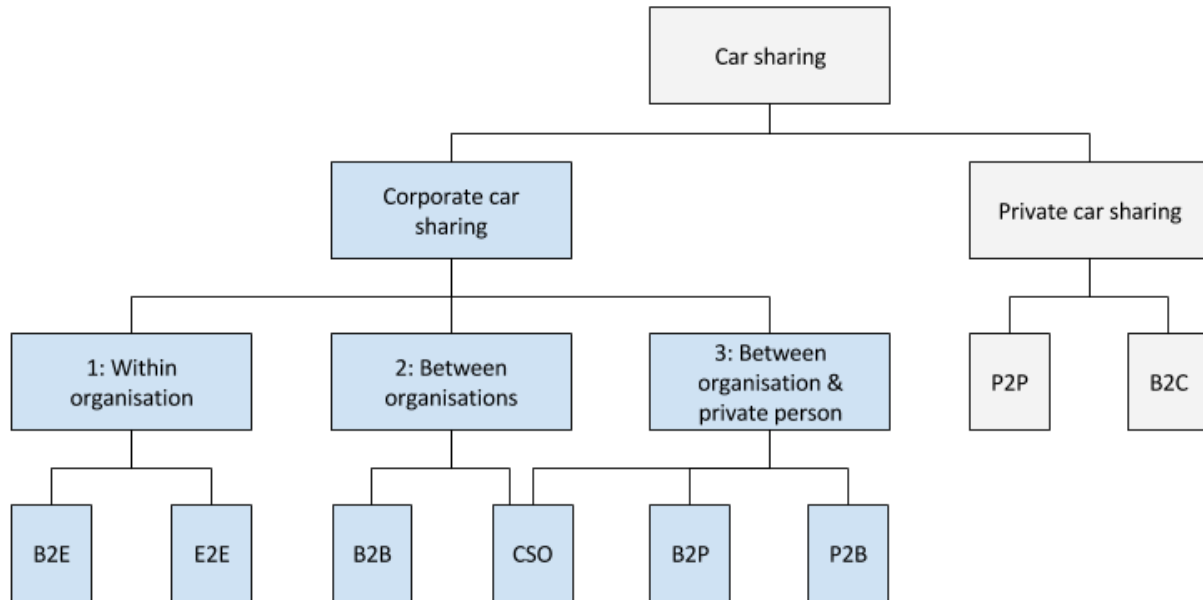 Car sharing
Corporate car
sharing
Private car sharing
1: Within
organisation
2: Between
organisations
3: Between
organisation &
private person
P2P
B2C
B2E
E2E
B2B
CSO
B2P
P2B